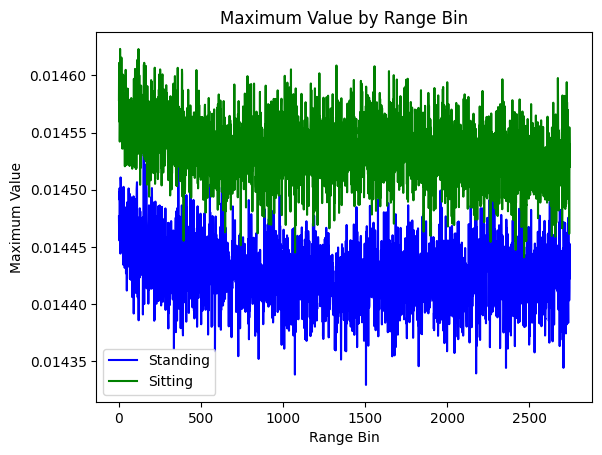 Maximum Value by Range Bin
Maximum Value
0.01460
0.01455
0.01450
0.01445
0.01440
0.01435
Standing
Sitting
0
500
1000
1500
2000
2500
Range Bin